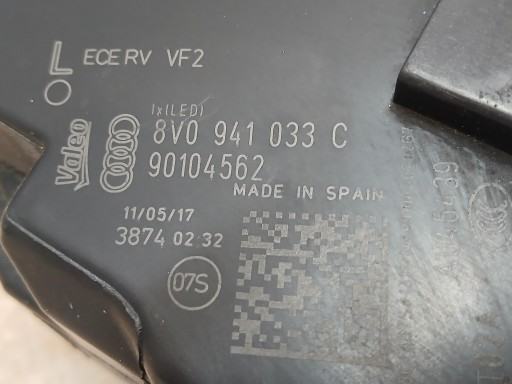 L ECE RV VF2
1x(LED)
Valeo
8V0 941 033 C
90104562
MADE IN SPAIN
11/05/17
3874 02:32
07S